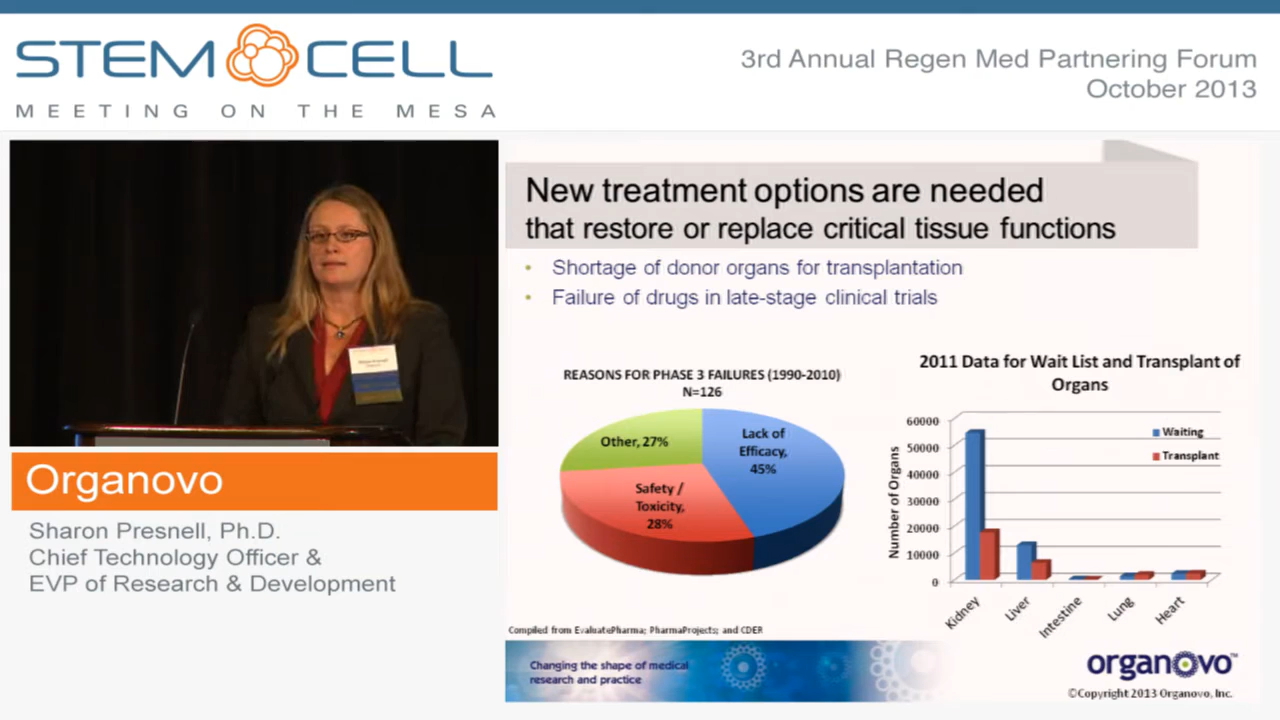 STEM CELL
MEETING ON THE MESA
3rd Annual Regen Med Partnering Forum
October 2013
Organovo
Sharon Presnell, Ph.D.
Chief Technology Officer &
EVP of Research & Development
New treatment options are needed
that restore or replace critical tissue functions
• Shortage of donor organs for transplantation
• Failure of drugs in late-stage clinical trials
REASONS FOR PHASE 3 FAILURES (1990-2010)
N=126
Other, 27%
Lack of
Efficacy,
45%
Safety /
Toxicity,
28%
Compiled from EvaluatePharma; PharmaProjects; and CDER
2011 Data for Wait List and Transplant of
Organs
Number of Organs
60000
50000
40000
30000
20000
10000
0
Waiting
Transplant
Kidney
Liver
Intestine
Lung
Heart
Changing the shape of medical
research and practice
organovo™
©Copyright 2013 Organovo, Inc.